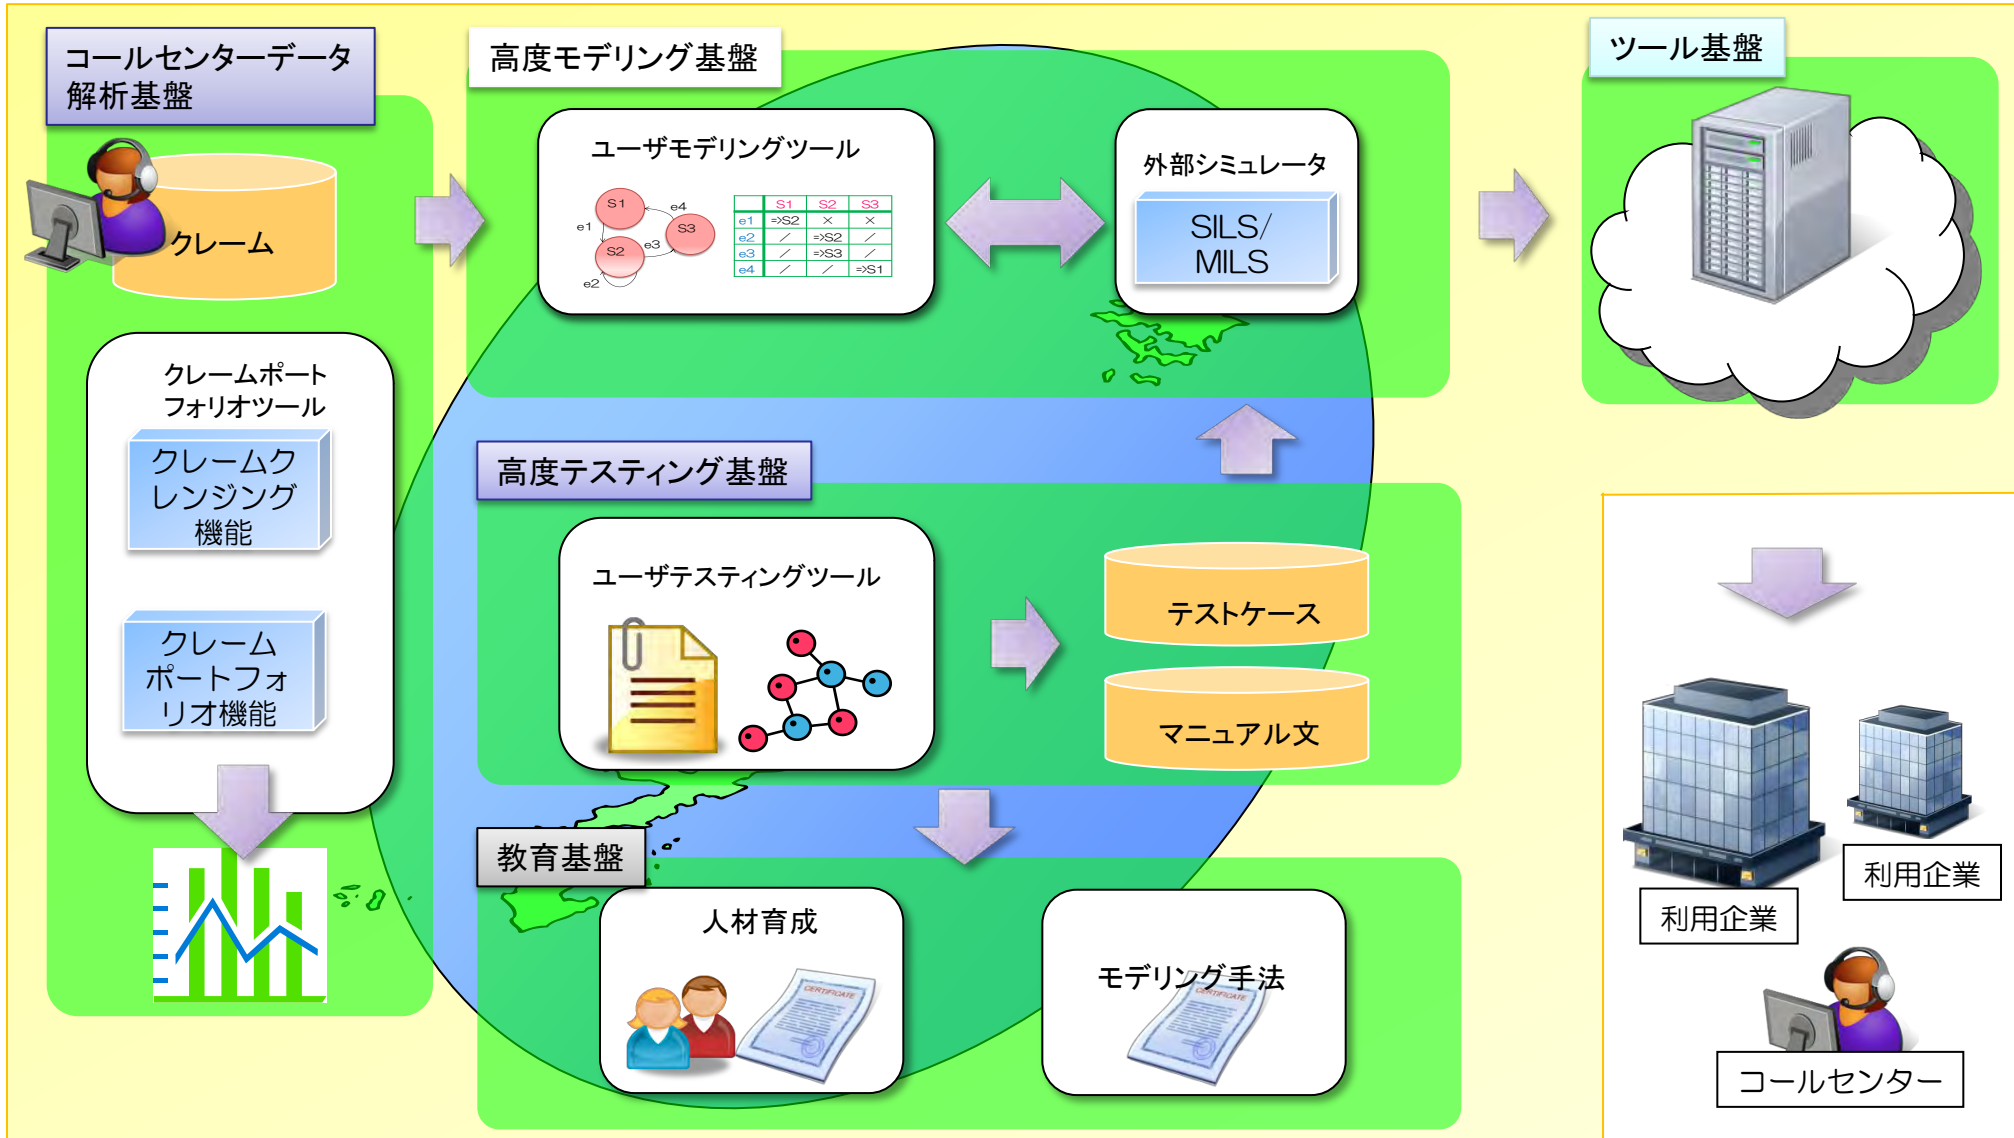 コールセンターデータ
解析基盤
クレーム
クレームポート
フォリオツール
クレームク
レンジング
機能
クレーム
ポートフォ
リオ機能
高度モデリング基盤
ユーザモデリングツール
S1
S2
S3
e1
e2
e3
e4
S1 S2 S3
e1 =>S2 × ×
e2 / =>S2 /
e3 / =>S3 /
e4 / / =>S1
外部シミュレータ
SILS/
MILS
高度テスティング基盤
ユーザテスティングツール
テストケース
マニュアル文
教育基盤
人材育成
CERTIFICATE
モデリング手法
CERTIFICATE
ツール基盤
利用企業
利用企業
コールセンター